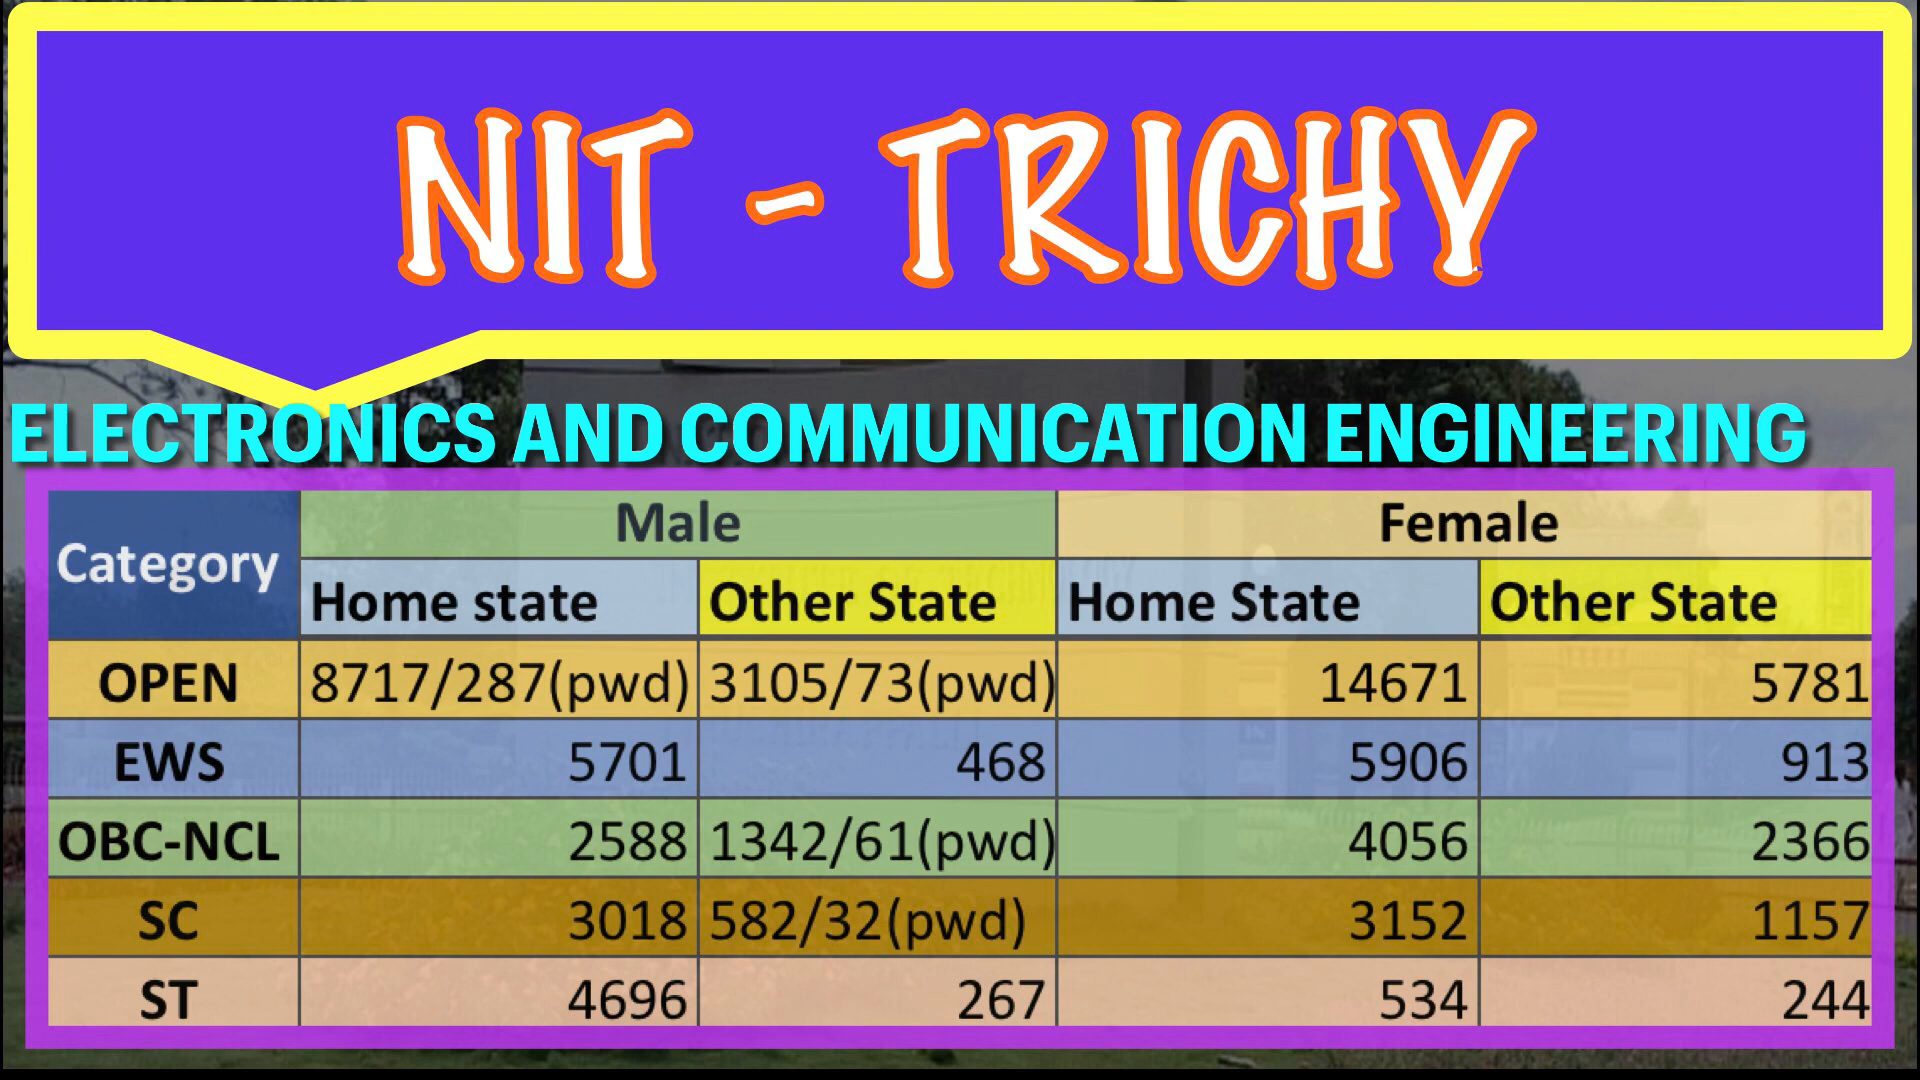 NIT - TRICHY
ELECTRONICS AND COMMUNICATION ENGINEERING
Category Male Female
Home state Other State Home State Other State
OPEN 8717/287(pwd) 3105/73(pwd) 14671 5781
EWS 5701 468 5906 913
OBC-NCL 2588 1342/61(pwd) 4056 2366
SC 3018 582/32(pwd) 3152 1157
ST 4696 267 534 244